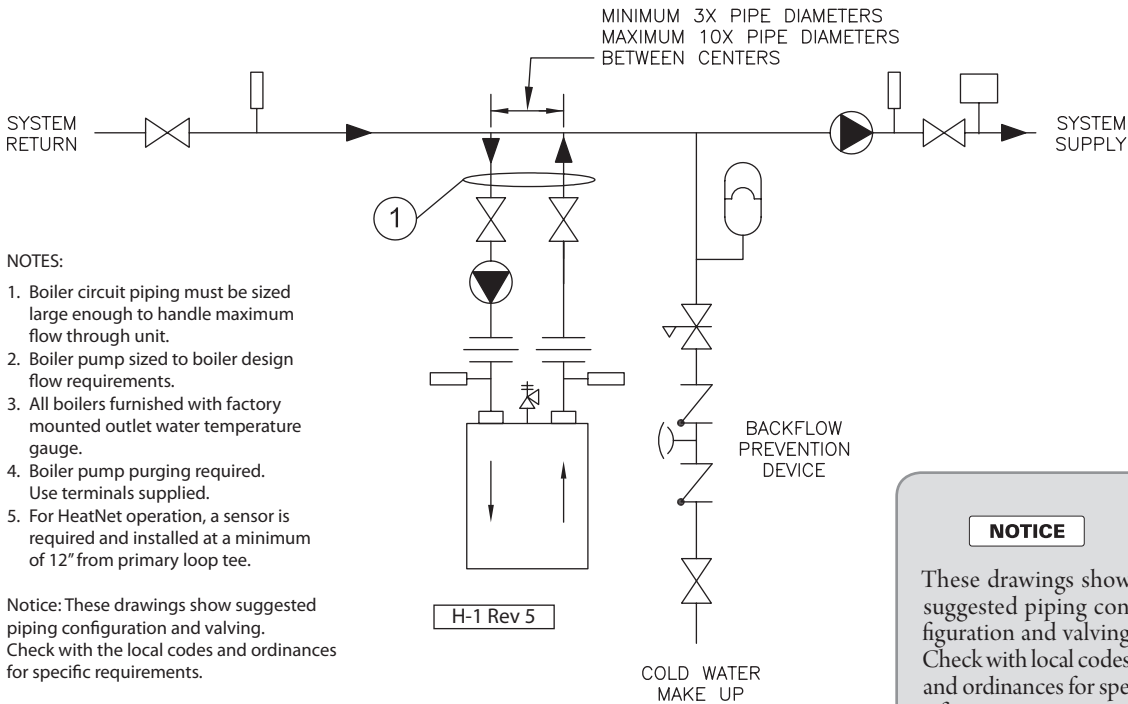 MINIMUM 3X PIPE DIAMETERS
MAXIMUM 10X PIPE DIAMETERS
BETWEEN CENTERS
SYSTEM
RETURN
SYSTEM
SUPPLY
1
NOTES:
1. Boiler circuit piping must be sized
large enough to handle maximum
flow through unit.
2. Boiler pump sized to boiler design
flow requirements.
3. All boilers furnished with factory
mounted outlet water temperature
gauge.
4. Boiler pump purging required.
Use terminals supplied.
5. For HeatNet operation, a sensor is
required and installed at a minimum
of 12" from primary loop tee.
Notice: These drawings show suggested
piping configuration and valving.
Check with the local codes and ordinances
for specific requirements.
H-1 Rev 5
BACKFLOW
PREVENTION
DEVICE
COLD WATER
MAKE UP
NOTICE
These drawings show
suggested piping con
figuration and valving
Check with local codes
and ordinances for spe